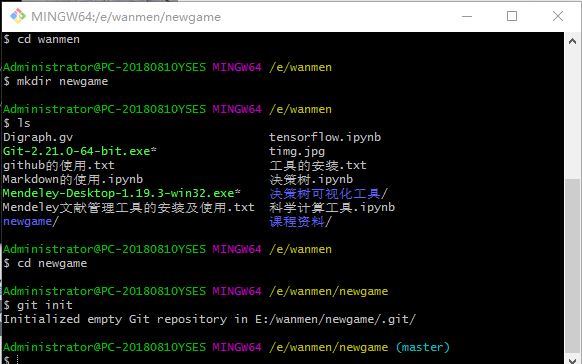 MINGW64:/e/wanmen/newgame
$ cd wanmen
Administrator@PC-20180810YSES MINGW64 /e/wanmen
$ mkdir newgame
Administrator@PC-20180810YSES MINGW64 /e/wanmen
$ ls
Digraph.gv tensorflow.ipynb
Git-2.21.0-64-bit.exe* timg.jpg
github的使用.txt 工具的安装.txt
Markdown的使用.ipynb 决策树.ipynb
Mendeley-Desktop-1.19.3-win32.exe* 决策树可视化工具/
Mendeley文献管理工具的安装及使用.txt 科学计算工具.ipynb
newgame/ 课程资料/
Administrator@PC-20180810YSES MINGW64 /e/wanmen
$ cd newgame
Administrator@PC-20180810YSES MINGW64 /e/wanmen/newgame
$ git init
Initialized empty Git repository in E:/wanmen/newgame/.git/
Administrator@PC-20180810YSES MINGW64 /e/wanmen/newgame (master)
$